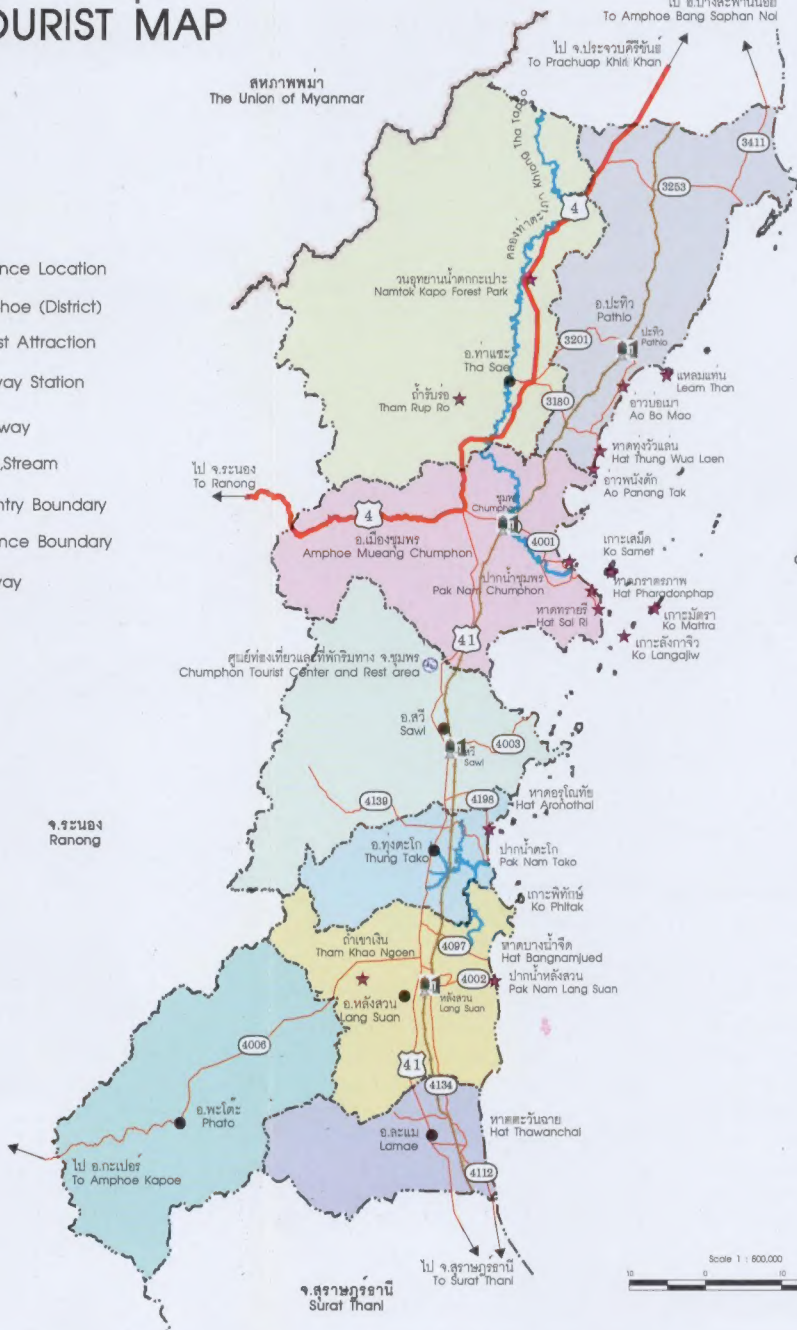 OURIST MAP
ไป อ.บางสะพานน้อย
To Amphoe Bang Saphan Noi
ไป จ.ประจวบคีรีขันธ์
To Prachuap Khiri Khan
สหภาพพม่า
The Union of Myanmar
คลองท่าตะเภา Khlong Tha Tapao
3411
3253
4
nce Location
hoe (District)
st Attraction
way Station
way
,Stream
ntry Boundary
nce Boundary
way
วนอุทยานน้ำตกกะเปาะ
Namtok Kapo Forest Park
อ.ปะทิว
Pathio
ปะทิว
Pathio
3201
อ.ท่าแซะ
Tha Sae
3180
แหลมแท่น
Leam Than
อ่าวบ่อเมา
Ao Bo Mao
ถ้ำรับร่อ
Tham Rup Ro
หาดทุ่งวัวแล่น
Hat Thung Wua Laen
อ่าวพนังตัก
Ao Panang Tak
ไป จ.ระนอง
To Ranong
4
ชุมพร
Chumphon
อ.เมืองชุมพร
Amphoe Mueang Chumphon
4001
เกาะเสม็ด
Ko Samet
ปากน้ำชุมพร
Pak Nam Chumphon
หาดภราดรภาพ
Hat Pharadonphap
หาดทรายรี
Hat Sai Ri
เกาะมัตรา
Ko Mattra
เกาะลังกาจิว
Ko Langajiw
41
ศูนย์ท่องเที่ยวและที่พักริมทาง จ.ชุมพร
Chumphon Tourist Center and Rest area
อ.สวี
Sawi
สวี
Sawi
4003
4139
4198
หาดอรุโณทัย
Hat Aronothai
จ.ระนอง
Ranong
อ.ทุ่งตะโก
Thung Tako
ปากน้ำตะโก
Pak Nam Tako
เกาะพิทักษ์
Ko Phitak
ถ้ำเขาเงิน
Tham Khao Ngoen
4097
หาดบางน้ำจืด
Hat Bangnamjued
4002
ปากน้ำหลังสวน
Pak Nam Lang Suan
อ.หลังสวน
Lang Suan
หลังสวน
Lang Suan
4006
41
4134
อ.พะโต๊ะ
Phato
หาดตะวันฉาย
Hat Thawanchai
อ.ละแม
Lamae
ไป อ.กะเปอร์
To Amphoe Kapoe
4112
ไป จ.สุราษฎร์ธานี
To Surat Thani
จ.สุราษฎร์ธานี
Surat Thani
Scale 1 : 600,000
10 0 10